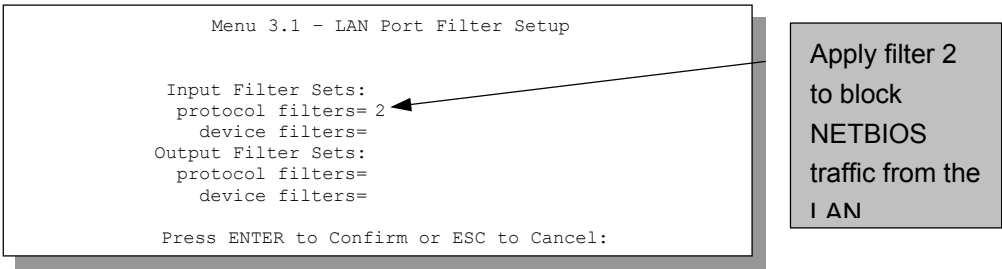 Menu 3.1 – LAN Port Filter Setup
Input Filter Sets:
protocol filters= 2
device filters=
Output Filter Sets:
protocol filters=
device filters=
Press ENTER to Confirm or ESC to Cancel:
Apply filter 2
to block
NETBIOS
traffic from the
LAN